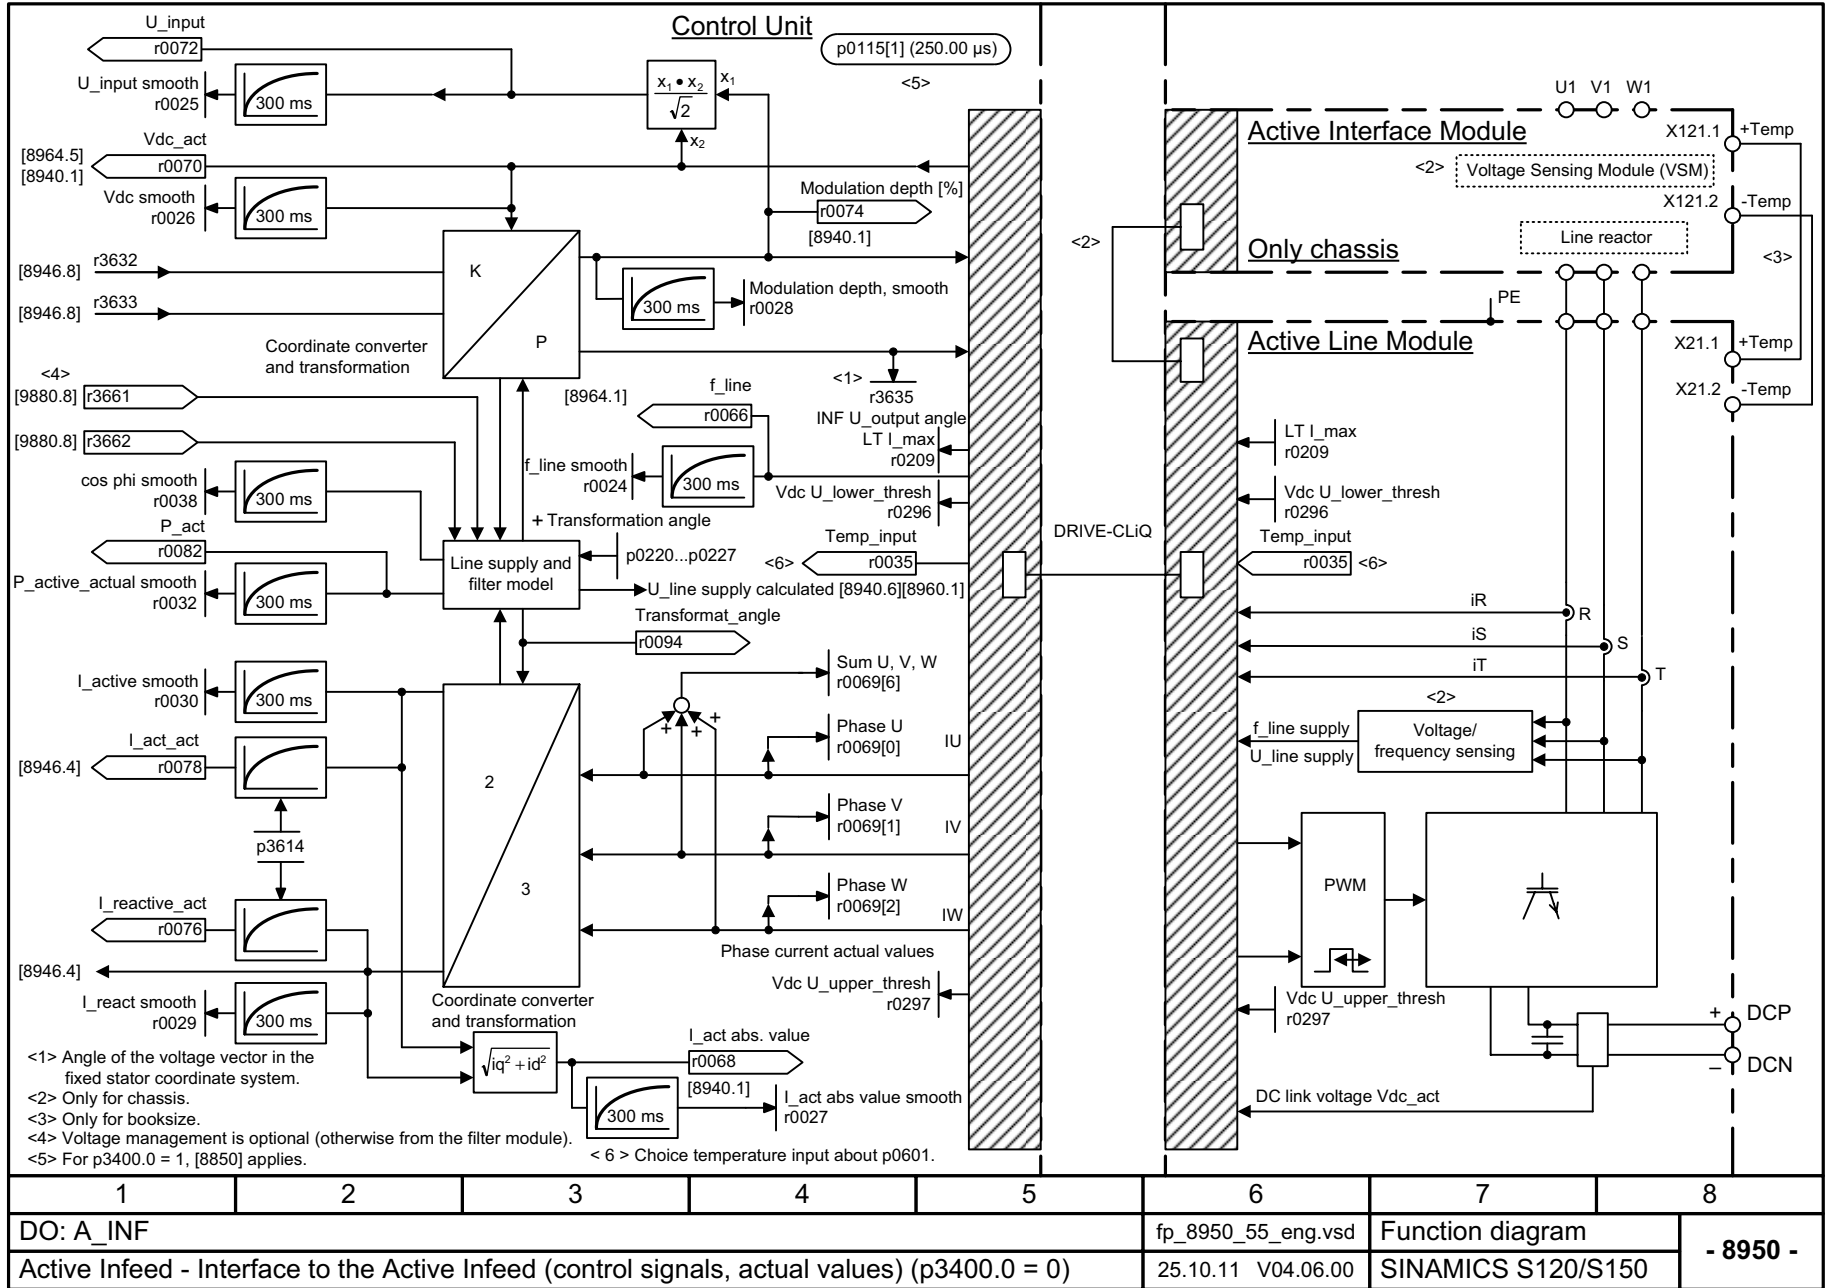 Control Unit
p0115[1] (250.00 µs)
<5>
U_input
r0072
U_input smooth
r0025
300 ms
x1 • x2
√2
x1
x2
Vdc_act
[8964.5]
[8940.1]
r0070
Vdc smooth
r0026
300 ms
Modulation depth [%]
r0074
[8940.1]
[8946.8]
r3632
[8946.8]
r3633
K
P
300 ms
Modulation depth, smooth
r0028
Coordinate converter
and transformation
<4>
[9880.8]
r3661
[9880.8]
r3662
[8964.1]
f_line
r0066
<1>
r3635
INF U_output angle
LT I_max
r0209
f_line smooth
r0024
300 ms
cos phi smooth
r0038
300 ms
Vdc U_lower_thresh
r0296
P_act
r0082
+ Transformation angle
Line supply and
filter model
p0220...p0227
Temp_input
<6>
r0035
P_active_actual smooth
r0032
300 ms
U_line supply calculated [8940.6][8960.1]
Transformat_angle
r0094
I_active smooth
r0030
300 ms
Sum U, V, W
r0069[6]
+
+
+
+
Phase U
r0069[0]
IU
I_act_act
[8946.4]
r0078
2
3
Phase V
r0069[1]
IV
p3614
Phase W
r0069[2]
IW
I_reactive_act
r0076
Phase current actual values
[8946.4]
Vdc U_upper_thresh
r0297
I_react smooth
r0029
300 ms
Coordinate converter
and transformation
√iq² + id²
I_act abs. value
r0068
[8940.1]
300 ms
I_act abs value smooth
r0027
<1> Angle of the voltage vector in the
fixed stator coordinate system.
<2> Only for chassis.
<3> Only for booksize.
<4> Voltage management is optional (otherwise from the filter module).
<5> For p3400.0 = 1, [8850] applies.
< 6 > Choice temperature input about p0601.
DRIVE-CLiQ
<2>
U1 V1 W1
Active Interface Module
X121.1
+Temp
<2>
Voltage Sensing Module (VSM)
X121.2
-Temp
Line reactor
Only chassis
<3>
PE
Active Line Module
X21.1
+Temp
X21.2
-Temp
LT I_max
r0209
Vdc U_lower_thresh
r0296
Temp_input
r0035
<6>
iR
R
iS
S
iT
T
<2>
f_line supply
U_line supply
Voltage/
frequency sensing
PWM
Vdc U_upper_thresh
r0297
+
DCP
–
DCN
DC link voltage Vdc_act
1 2 3 4 5 6 7 8
DO: A_INF
fp_8950_55_eng.vsd
Function diagram
- 8950 -
Active Infeed - Interface to the Active Infeed (control signals, actual values) (p3400.0 = 0)
25.10.11 V04.06.00
SINAMICS S120/S150